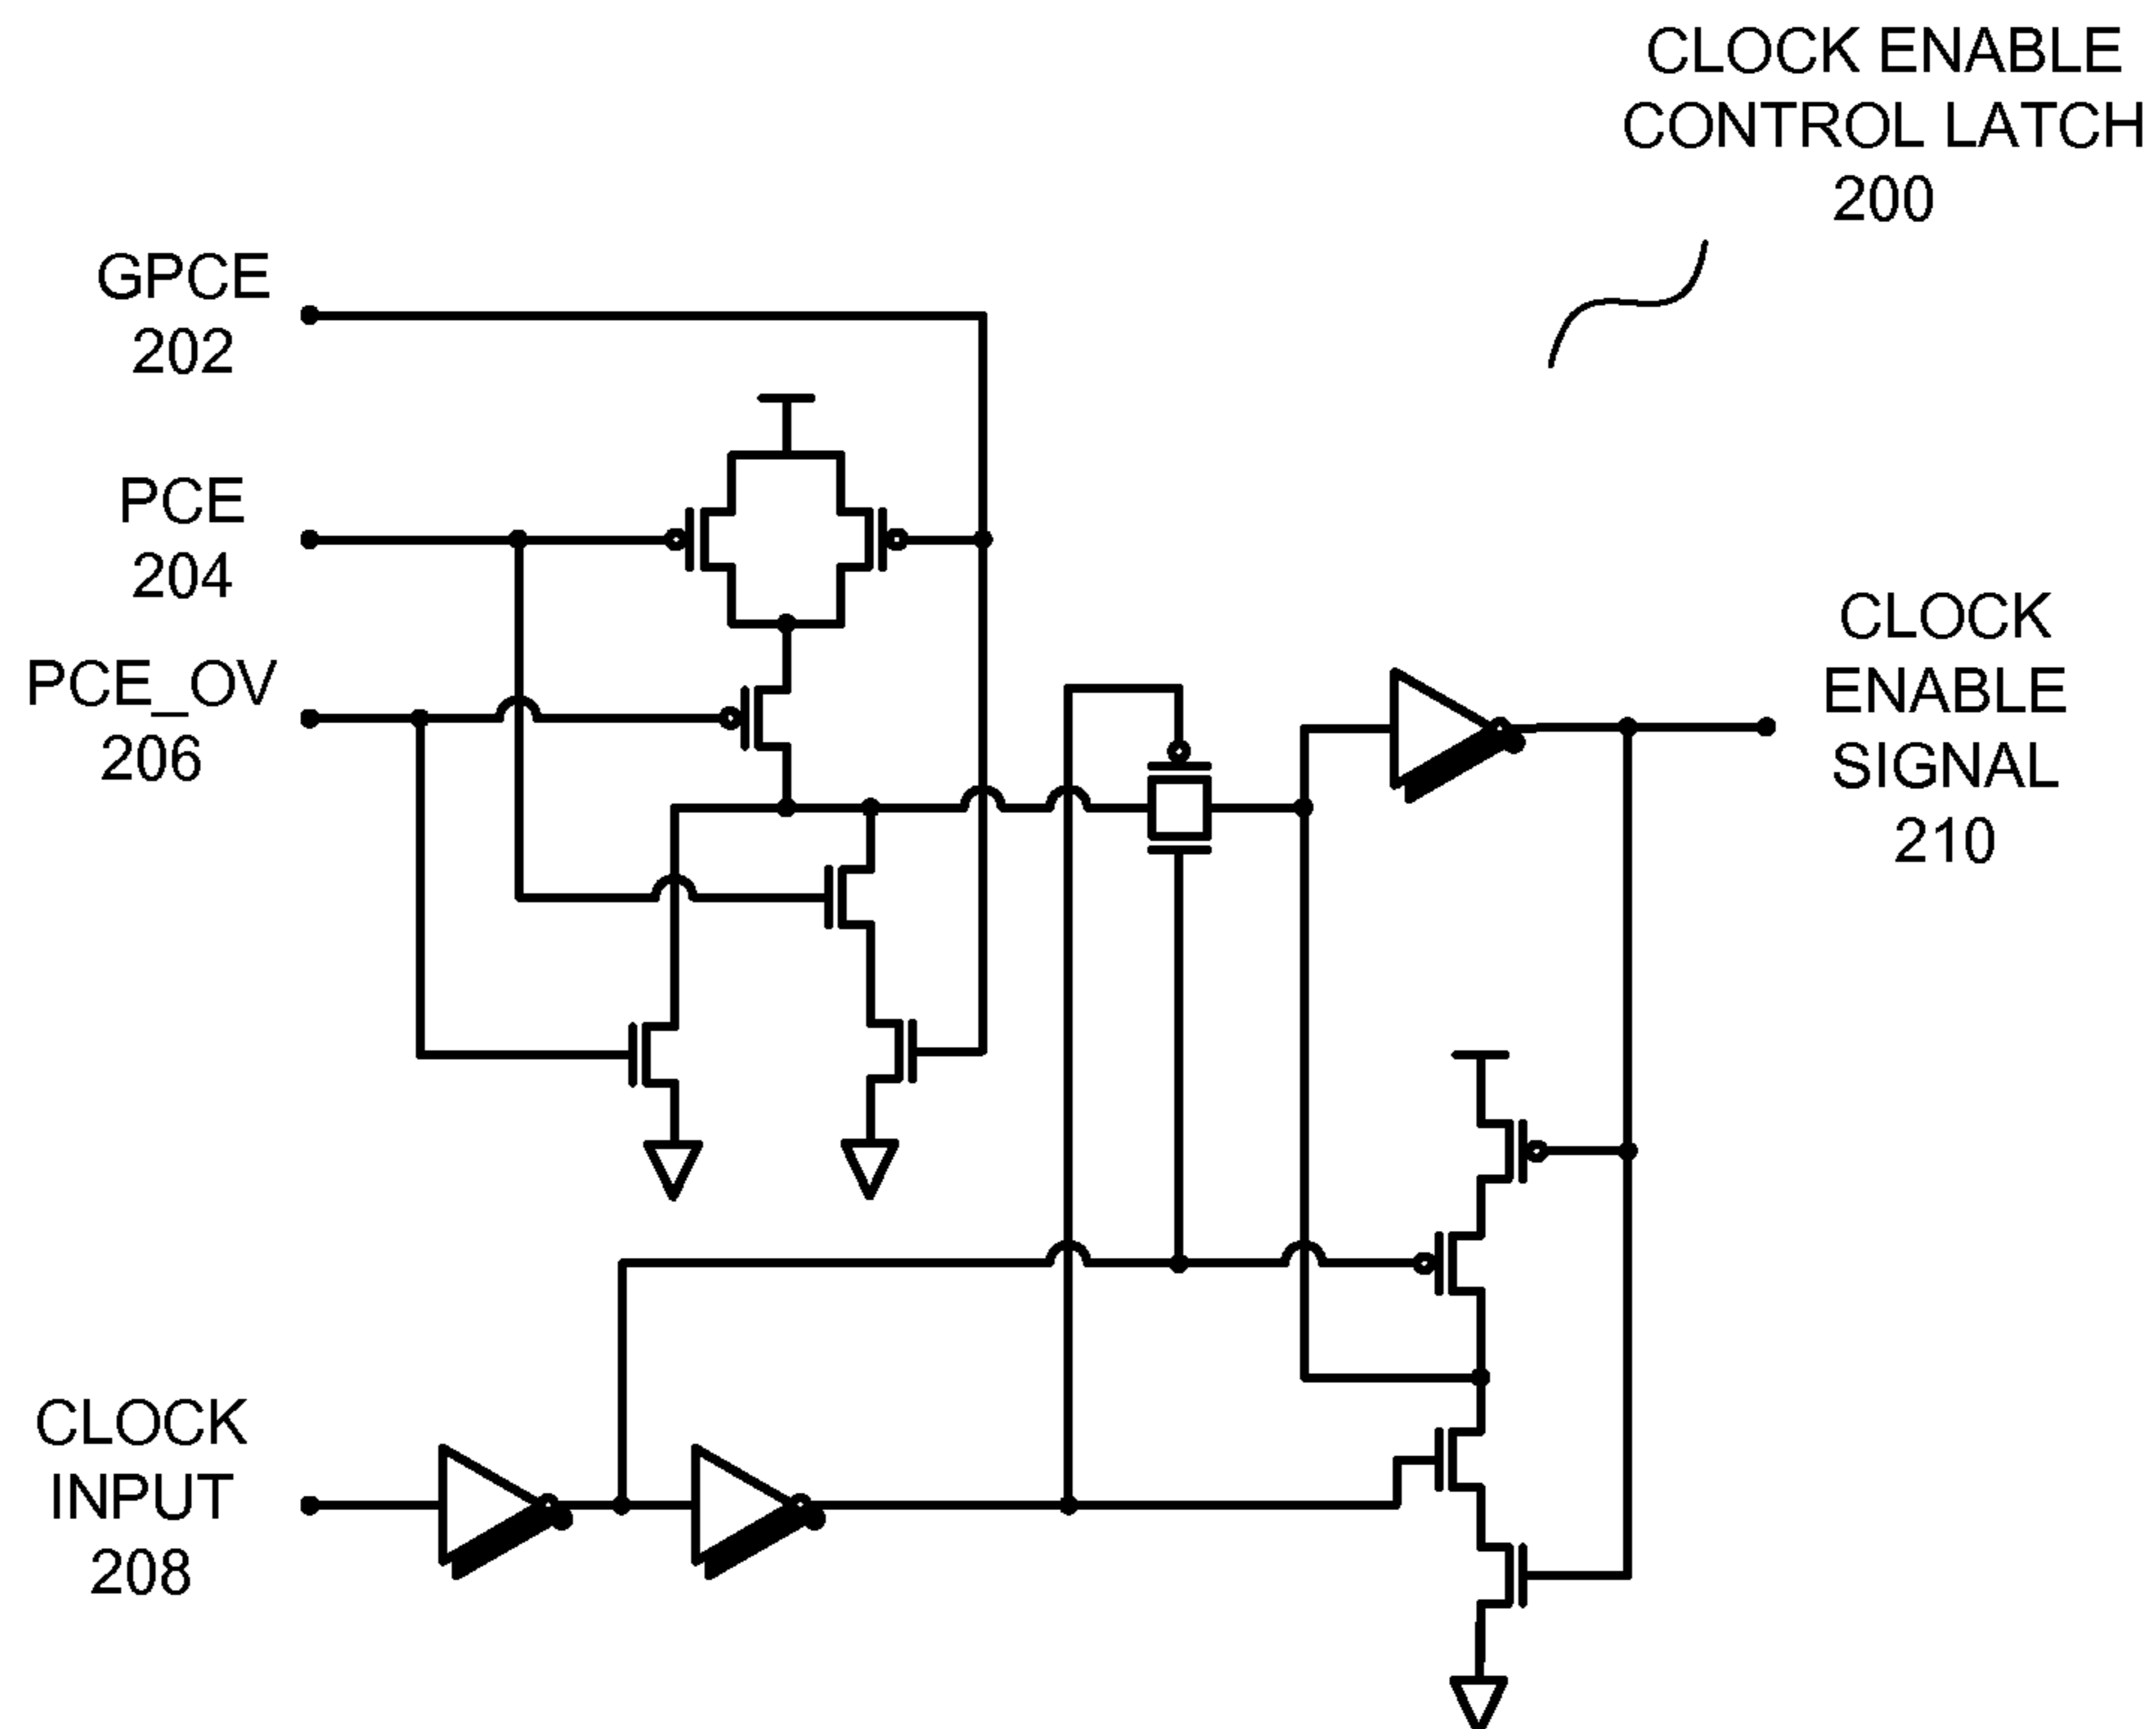 CLOCK ENABLE
CONTROL LATCH
200
GPCE
202
PCE
204
PCE_OV
206
CLOCK
ENABLE
SIGNAL
210
CLOCK
INPUT
208